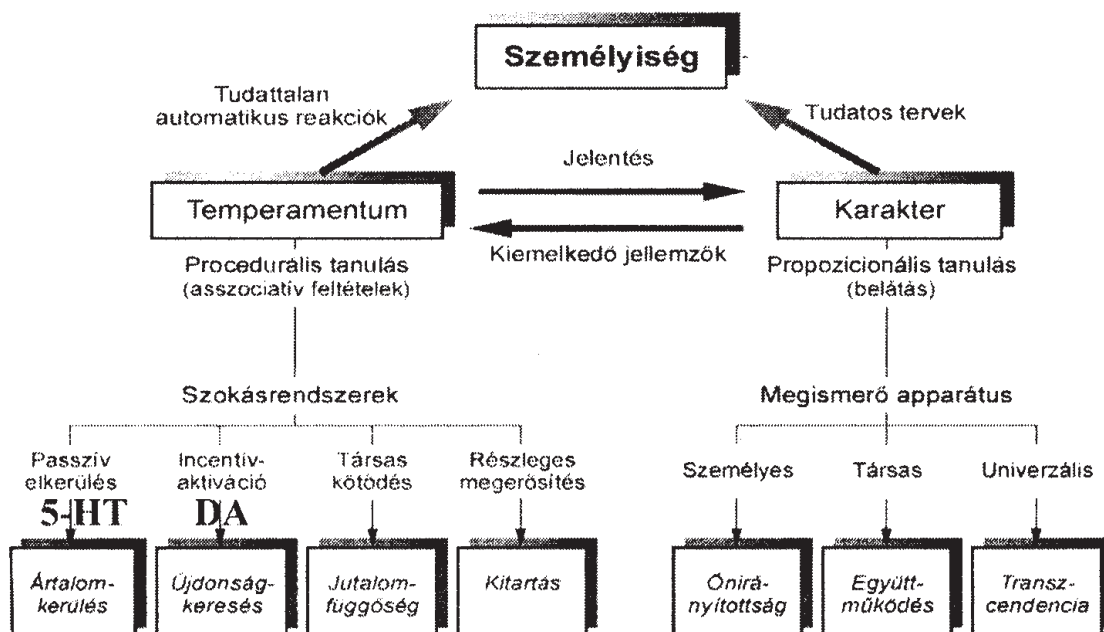 Személyiség
Tudattalan
automatikus reakciók
Tudatos tervek
Jelentés
Temperamentum
Karakter
Kiemelkedő jellemzők
Procedurális tanulás
(asszociatív feltételek)
Propozicionális tanulás
(belátás)
Szokásrendszerek
Megismerő apparátus
Passzív
elkerülés
5-HT
Incentív-
aktiváció
DA
Társas
kötödés
Részleges
megerösítés
Személyes
Társas
Univerzális
Ártalom-
kerülés
Újdonság-
keresés
Jutalom-
függőség
Kitartás
Önirá-
nyítottság
Együtt-
működés
Transz-
cendencia